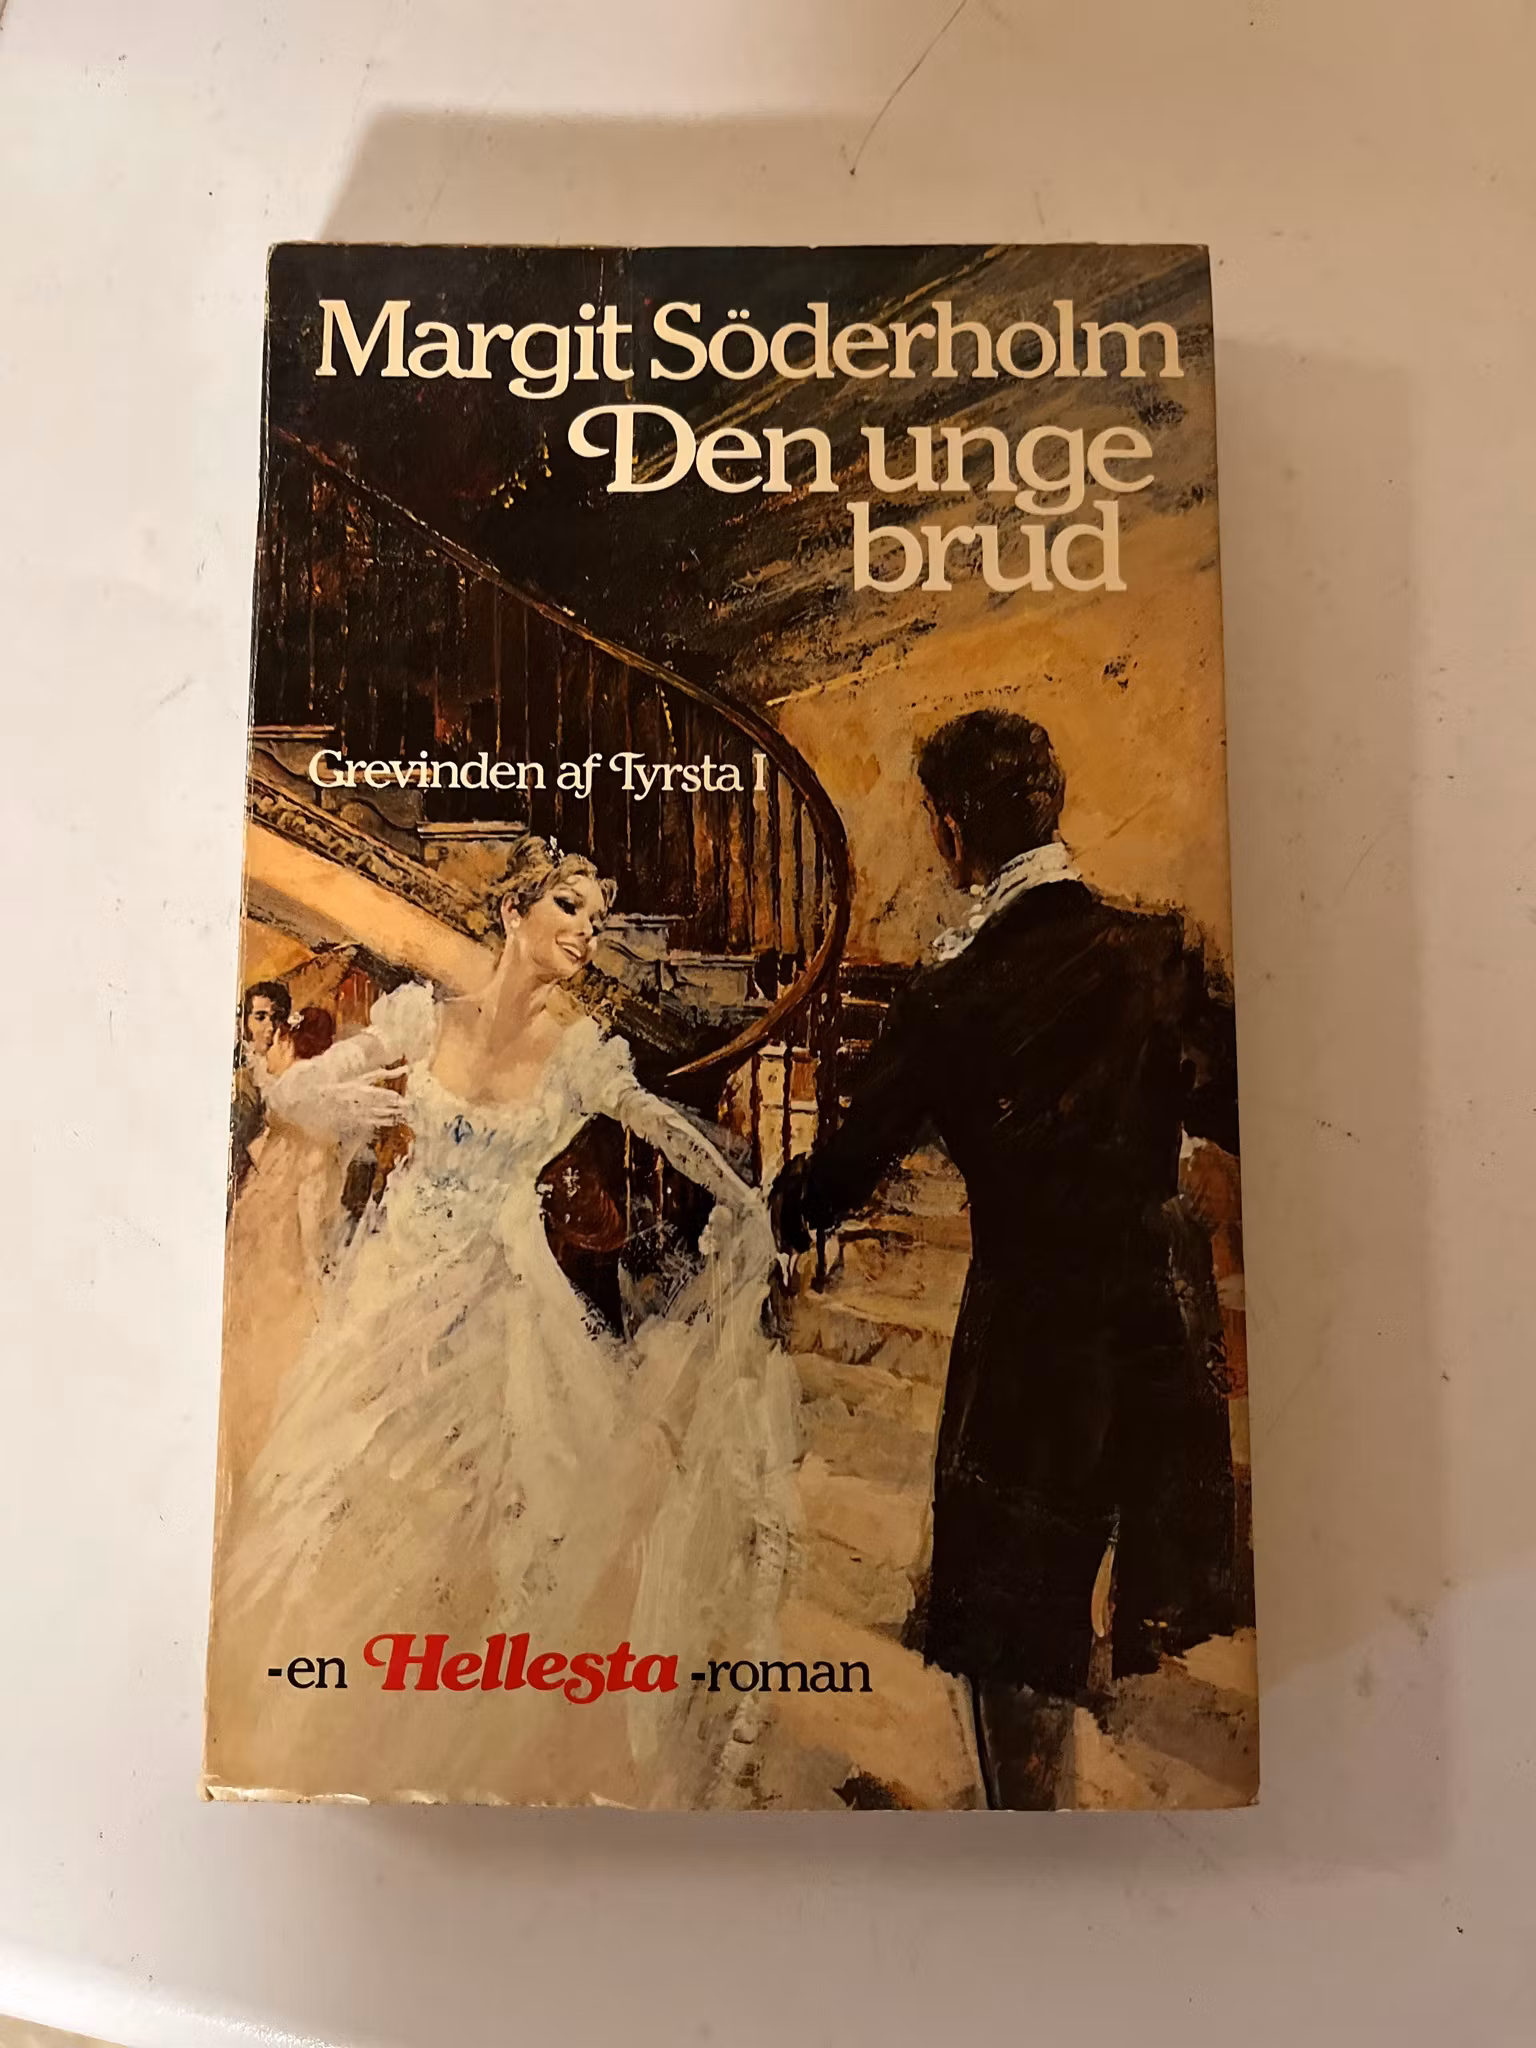 Margit Söderholm
Den unge
brud
Grevinden af Tyrsta I
-en Hellesta-roman